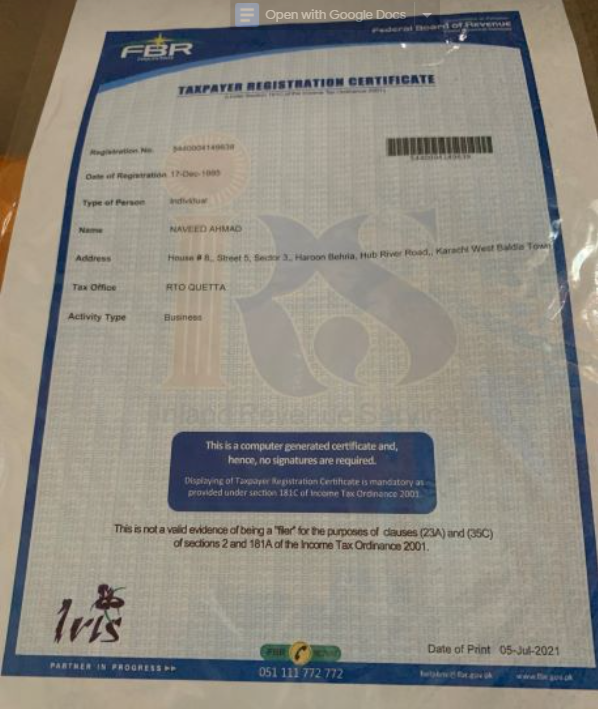 Open with Google Docs
FBR
Federal Board of Revenue
TAXPAYER REGISTRATION CERTIFICATE
(Under Section 181C of the Income Tax Ordinance 2001)
Registration No. 5440004149639
5440004149639
Date of Registration 17-Dec-1995
Type of Person Individual
Name NAVEED AHMAD
Address House # 8,, Street 5, Sector 3,, Haroon Behria, Hub River Road,, Karachi West Baldia Town
Tax Office RTO QUETTA
Activity Type Business
IRS
Inland Revenue Service
This is a computer generated certificate and,
hence, no signatures are required.
Displaying of Taxpayer Registration Certificate is mandatory as
provided under section 181C of Income Tax Ordinance 2001.
This is not a valid evidence of being a "filer" for the purposes of clauses (23A) and (35C)
of sections 2 and 181A of the Income Tax Ordinance 2001.
Iris
PARTNER IN PROGRESS
FBR
051 111 772 772
Date of Print 05-Jul-2021
helpline@fbr.gov.pk www.fbr.gov.pk